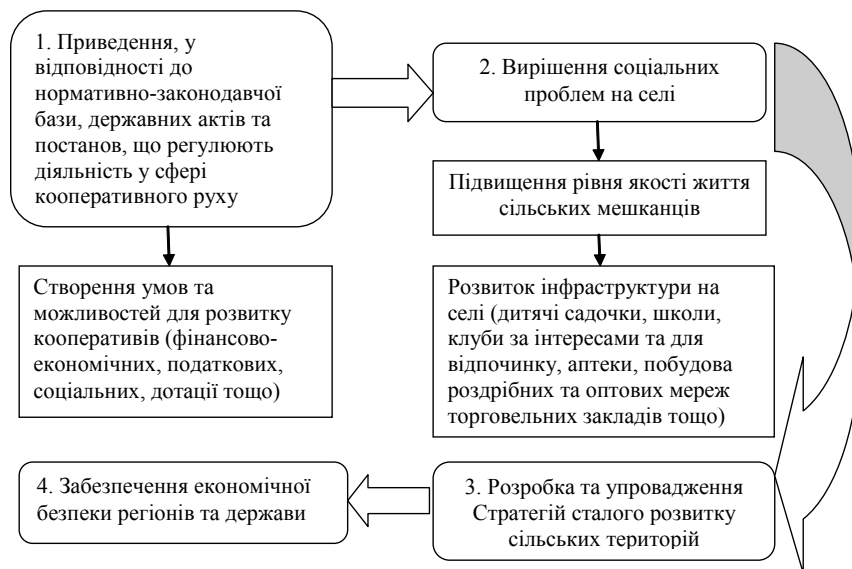 1. Приведення, у
відповідності до
нормативно-законодавчої
бази, державних актів та
постанов, що регулюють
діяльність у сфері
кооперативного руху
2. Вирішення соціальних
проблем на селі
Підвищення рівня якості життя
сільських мешканців
Створення умов та
можливостей для розвитку
кооперативів (фінансово-
економічних, податкових,
соціальних, дотації тощо)
Розвиток інфраструктури на
селі (дитячі садочки, школи,
клуби за інтересами та для
відпочинку, аптеки, побудова
роздрібних та оптових мереж
торговельних закладів тощо)
4. Забезпечення економічної
безпеки регіонів та держави
3. Розробка та упровадження
Стратегій сталого розвитку
сільських територій